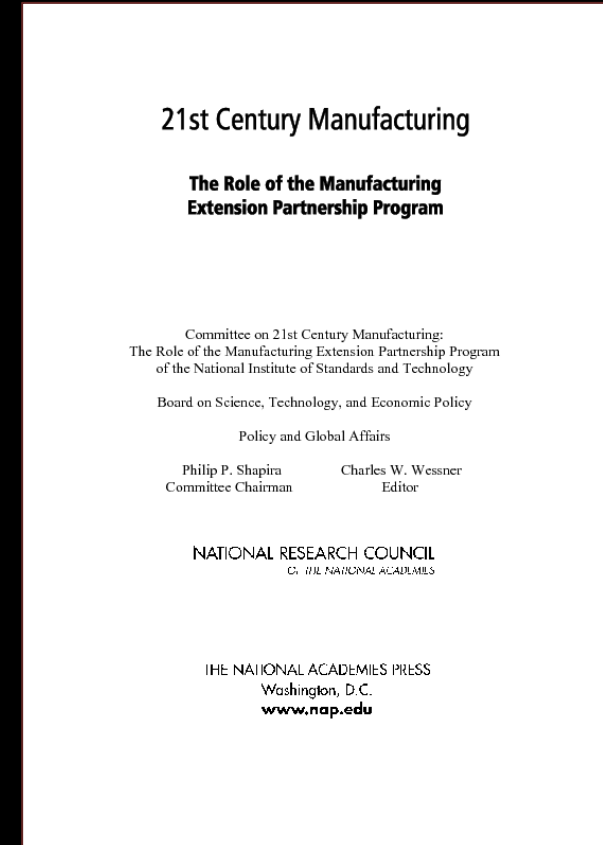 21st Century Manufacturing
The Role of the Manufacturing
Extension Partnership Program
Committee on 21st Century Manufacturing:
The Role of the Manufacturing Extension Partnership Program
of the National Institute of Standards and Technology
Board on Science, Technology, and Economic Policy
Policy and Global Affairs
Philip P. Shapira Charles W. Wessner
Committee Chairman Editor
NATIONAL RESEARCH COUNCIL
OF THE NATIONAL ACADEMIES
THE NATIONAL ACADEMIES PRESS
Washington, D.C.
www.nap.edu